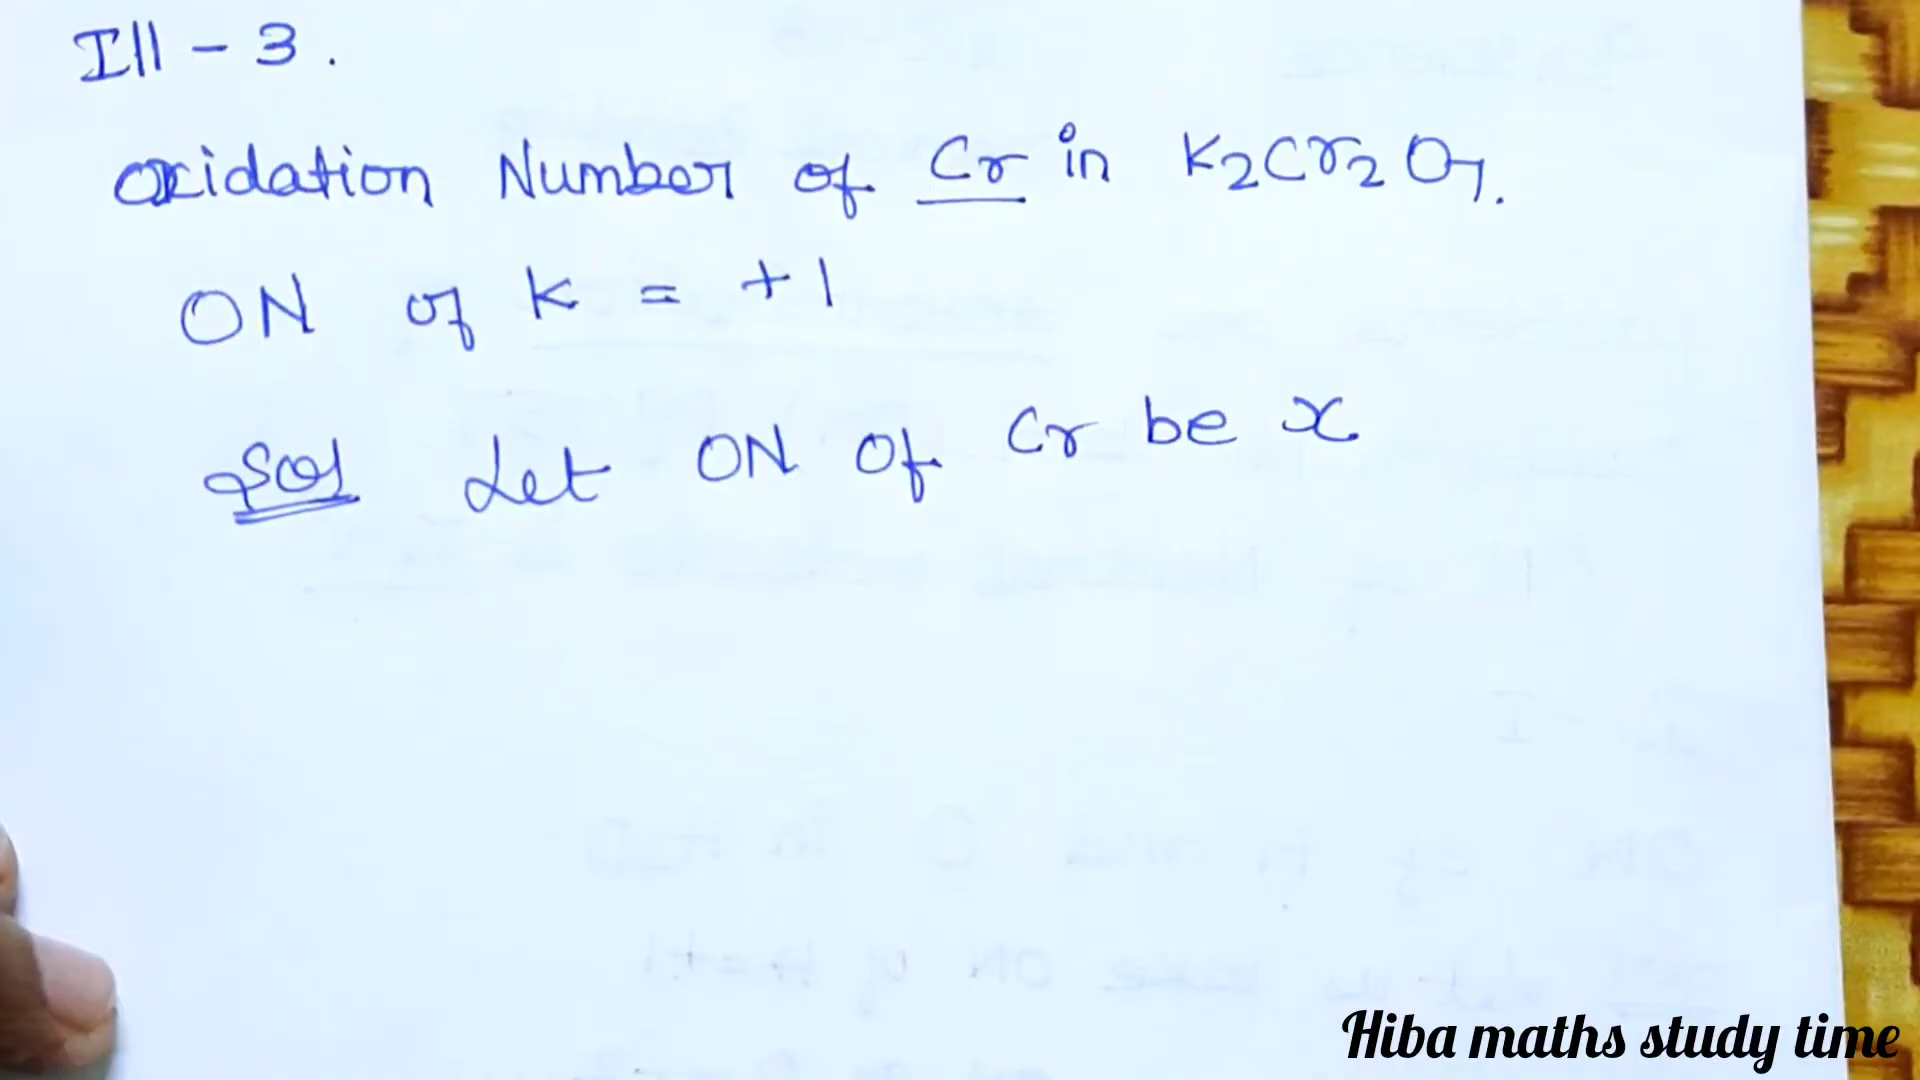 Ill - 3.
Oxidation Number of Cr in K2Cr2O7.
ON of K = +1
Sol Let ON of Cr be x
Hiba maths study time